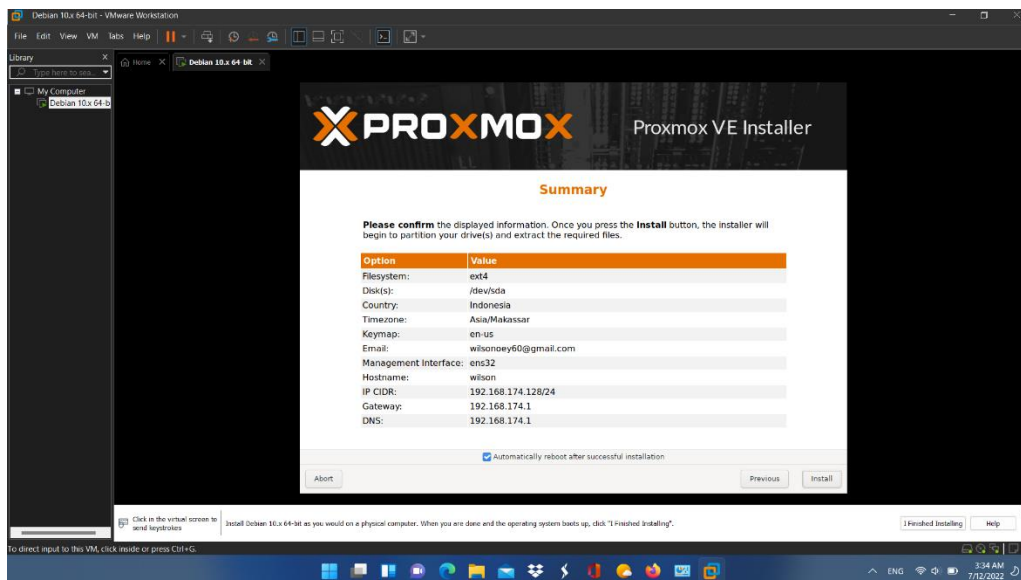 Debian 10.x 64-bit - VMware Workstation
File Edit View VM Tabs Help
Library
Home
Debian 10.x 64-bit
Type here to sea...
My Computer
Debian 10.x 64-b
PROXMOX
Proxmox VE Installer
Summary
Please confirm the displayed information. Once you press the Install button, the installer will
begin to partition your drive(s) and extract the required files.
Option Value
Filesystem: ext4
Disk(s): /dev/sda
Country: Indonesia
Timezone: Asia/Makassar
Keymap: en-us
Email: wilsonoey60@gmail.com
Management Interface: ens32
Hostname: wilson
IP CIDR: 192.168.174.128/24
Gateway: 192.168.174.1
DNS: 192.168.174.1
Automatically reboot after successful installation
Abort Previous Install
Click in the virtual screen to
send keystrokes
Install Debian 10.x 64-bit as you would on a physical computer. When you are done and the operating system boots up, click "I Finished Installing".
I Finished Installing Help
To direct input to this VM, click inside or press Ctrl+G.
ENG
3:34 AM
7/12/2022